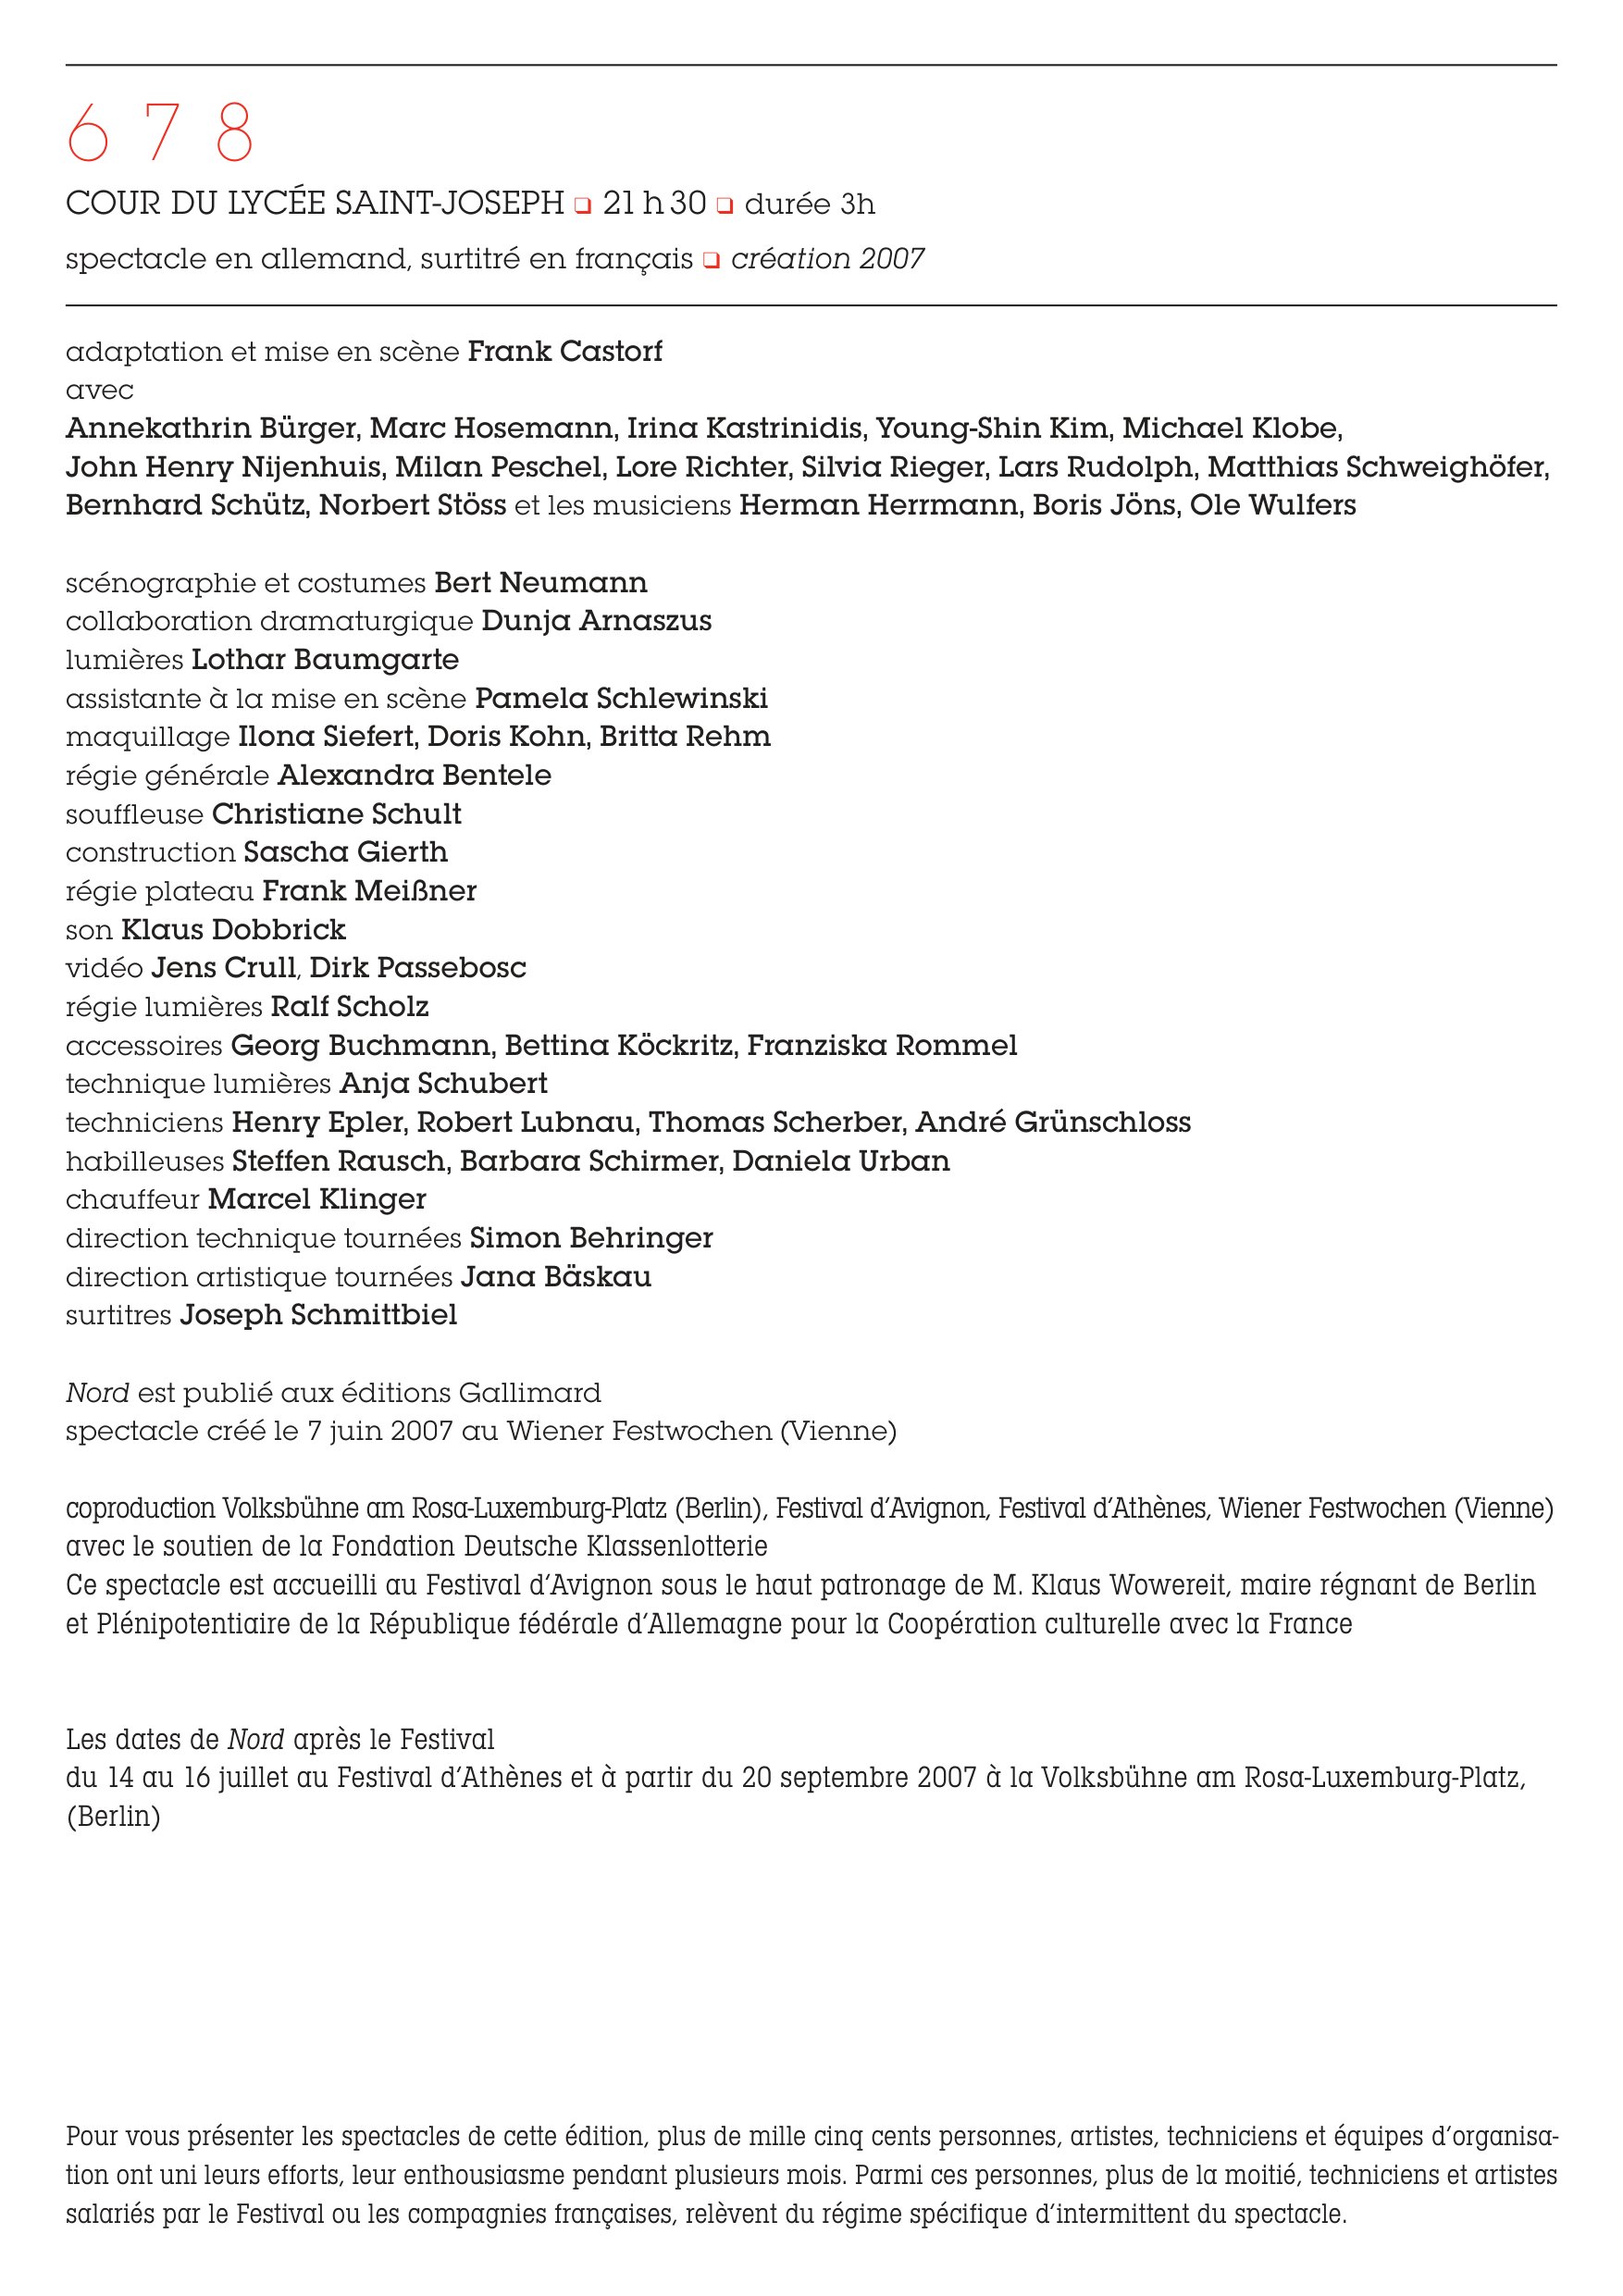 6 7 8
COUR DU LYCÉE SAINT-JOSEPH ❑ 21 h 30 ❑ durée 3h
spectacle en allemand, surtitré en français ❑ création 2007
adaptation et mise en scène Frank Castorf
avec
Annekathrin Bürger, Marc Hosemann, Irina Kastrinidis, Young-Shin Kim, Michael Klobe,
John Henry Nijenhuis, Milan Peschel, Lore Richter, Silvia Rieger, Lars Rudolph, Matthias Schweighöfer,
Bernhard Schütz, Norbert Stöss et les musiciens Herman Herrmann, Boris Jöns, Ole Wulfers
scénographie et costumes Bert Neumann
collaboration dramaturgique Dunja Arnaszus
lumières Lothar Baumgarte
assistante à la mise en scène Pamela Schlewinski
maquillage Ilona Siefert, Doris Kohn, Britta Rehm
régie générale Alexandra Bentele
souffleuse Christiane Schult
construction Sascha Gierth
régie plateau Frank Meißner
son Klaus Dobbrick
vidéo Jens Crull, Dirk Passebosc
régie lumières Ralf Scholz
accessoires Georg Buchmann, Bettina Köckritz, Franziska Rommel
technique lumières Anja Schubert
techniciens Henry Epler, Robert Lubnau, Thomas Scherber, André Grünschloss
habilleuses Steffen Rausch, Barbara Schirmer, Daniela Urban
chauffeur Marcel Klinger
direction technique tournées Simon Behringer
direction artistique tournées Jana Bäskau
surtitres Joseph Schmittbiel
Nord est publié aux éditions Gallimard
spectacle créé le 7 juin 2007 au Wiener Festwochen (Vienne)
coproduction Volksbühne am Rosa-Luxemburg-Platz (Berlin), Festival d'Avignon, Festival d'Athènes, Wiener Festwochen (Vienne)
avec le soutien de la Fondation Deutsche Klassenlotterie
Ce spectacle est accueilli au Festival d'Avignon sous le haut patronage de M. Klaus Wowereit, maire régnant de Berlin
et Plénipotentiaire de la République fédérale d'Allemagne pour la Coopération culturelle avec la France
Les dates de Nord après le Festival
du 14 au 16 juillet au Festival d'Athènes et à partir du 20 septembre 2007 à la Volksbühne am Rosa-Luxemburg-Platz,
(Berlin)
Pour vous présenter les spectacles de cette édition, plus de mille cinq cents personnes, artistes, techniciens et équipes d'organisa-
tion ont uni leurs efforts, leur enthousiasme pendant plusieurs mois. Parmi ces personnes, plus de la moitié, techniciens et artistes
salariés par le Festival ou les compagnies françaises, relèvent du régime spécifique d'intermittent du spectacle.